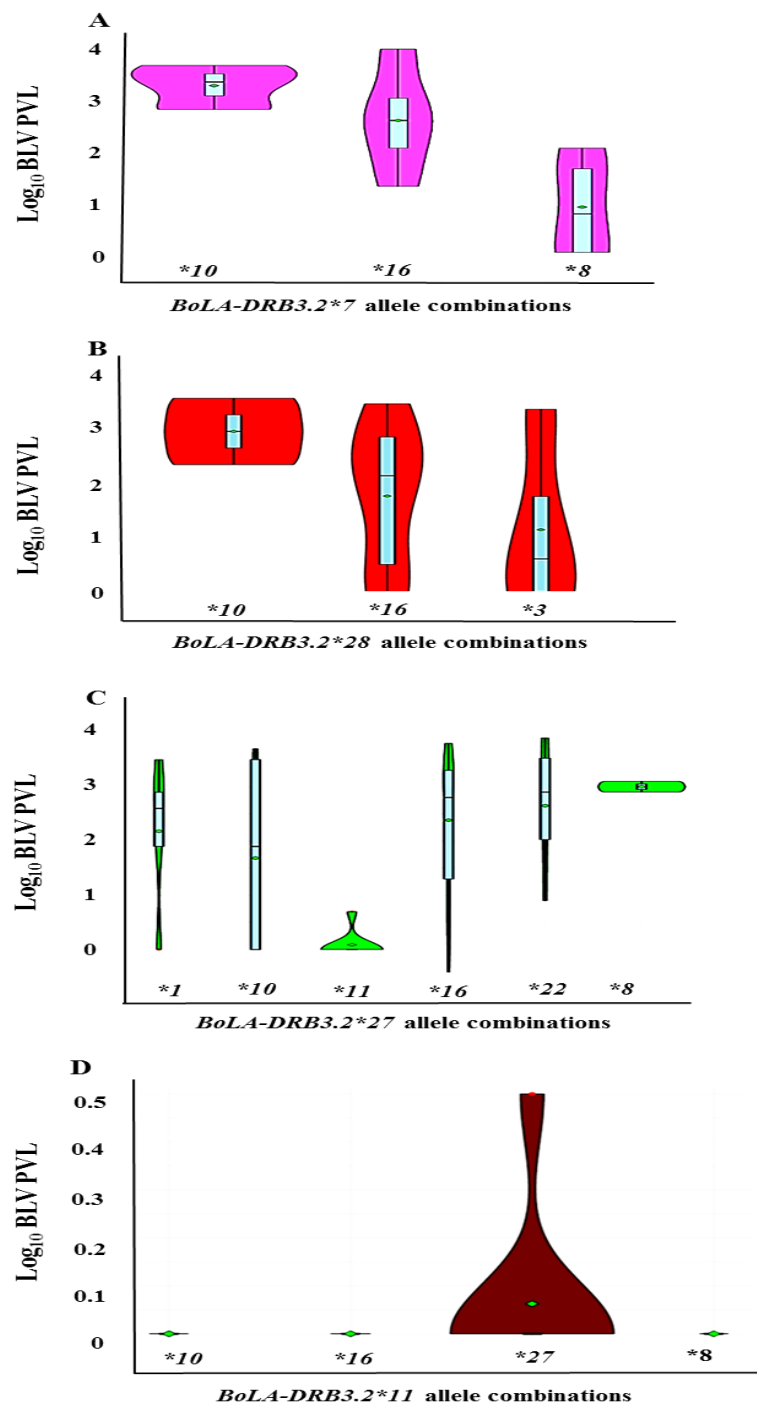 A
4
3
2
1
0
Log10 BLV PVL
*10 *16 *8
BoLA-DRB3.2*7 allele combinations
B
4
3
2
1
0
Log10 BLV PVL
*10 *16 *3
BoLA-DRB3.2*28 allele combinations
C
4
3
2
1
0
Log10 BLV PVL
*1 *10 *11 *16 *22 *8
BoLA-DRB3.2*27 allele combinations
D
0.5
0.4
0.3
0.2
0.1
0
Log10 BLV PVL
*10 *16 *27 *8
BoLA-DRB3.2*11 allele combinations